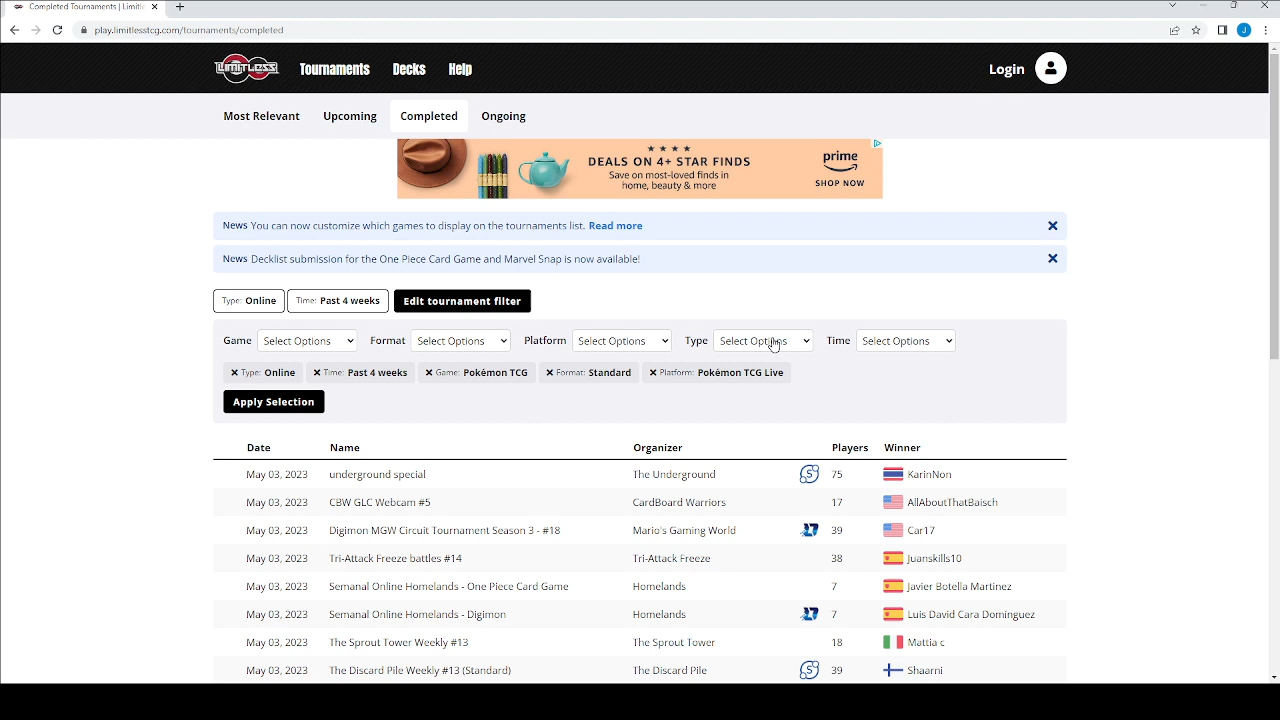 Completed Tournaments | Limitl
play.limitlesstcg.com/tournaments/completed
J
LIMITLESS Tournaments Decks Help Login
Most Relevant Upcoming Completed Ongoing
DEALS ON 4+ STAR FINDS
Save on most-loved finds in
home, beauty & more
prime
SHOP NOW
News You can now customize which games to display on the tournaments list. Read more
News Decklist submission for the One Piece Card Game and Marvel Snap is now available!
Type: Online Time: Past 4 weeks Edit tournament filter
Game Select Options Format Select Options Platform Select Options Type Select Options Time Select Options
× Type: Online × Time: Past 4 weeks × Game: Pokémon TCG × Format: Standard × Platform: Pokémon TCG Live
Apply Selection
Date Name Organizer Players Winner
May 03, 2023 underground special The Underground 75 KarinNon
May 03, 2023 CBW GLC Webcam #5 CardBoard Warriors 17 AllAboutThatBaisch
May 03, 2023 Digimon MGW Circuit Tournament Season 3 - #18 Mario's Gaming World 39 Car17
May 03, 2023 Tri-Attack Freeze battles #14 Tri-Attack Freeze 38 Juanskills10
May 03, 2023 Semanal Online Homelands - One Piece Card Game Homelands 7 Javier Botella Martinez
May 03, 2023 Semanal Online Homelands - Digimon Homelands 7 Luis David Cara Dominguez
May 03, 2023 The Sprout Tower Weekly #13 The Sprout Tower 18 Mattia c
May 03, 2023 The Discard Pile Weekly #13 (Standard) The Discard Pile 39 Shaarni